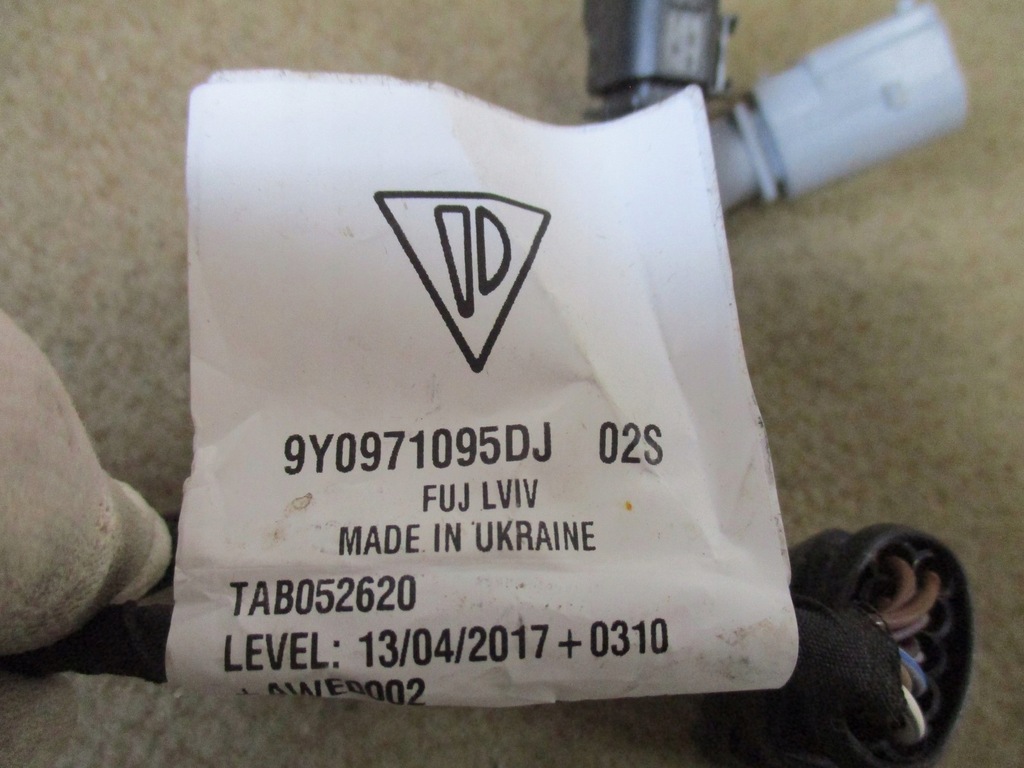 9Y0971095DJ 02S
FUJ LVIV
MADE IN UKRAINE
TAB052620
LEVEL: 13/04/2017 + 0310